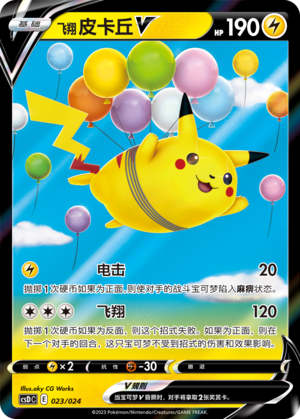 基础 飞翔 皮卡丘V HP 190
电击 20
抛掷1次硬币如果为正面,则使对手的战斗宝可梦陷入麻痹状态。
飞翔 120
抛掷1次硬币如果为反面,则这个招式失败。如果为正面,则在下一个对手的回合,这只宝可梦不受到招式的伤害和效果影响。
弱点 ×2 抗性 -30 撤退
Illus.aky CG Works
csDC E 023/024
V规则
当宝可梦V昏厥时,对手将拿取2张奖赏卡。
©2023 Pokémon/Nintendo/Creatures/GAME FREAK.